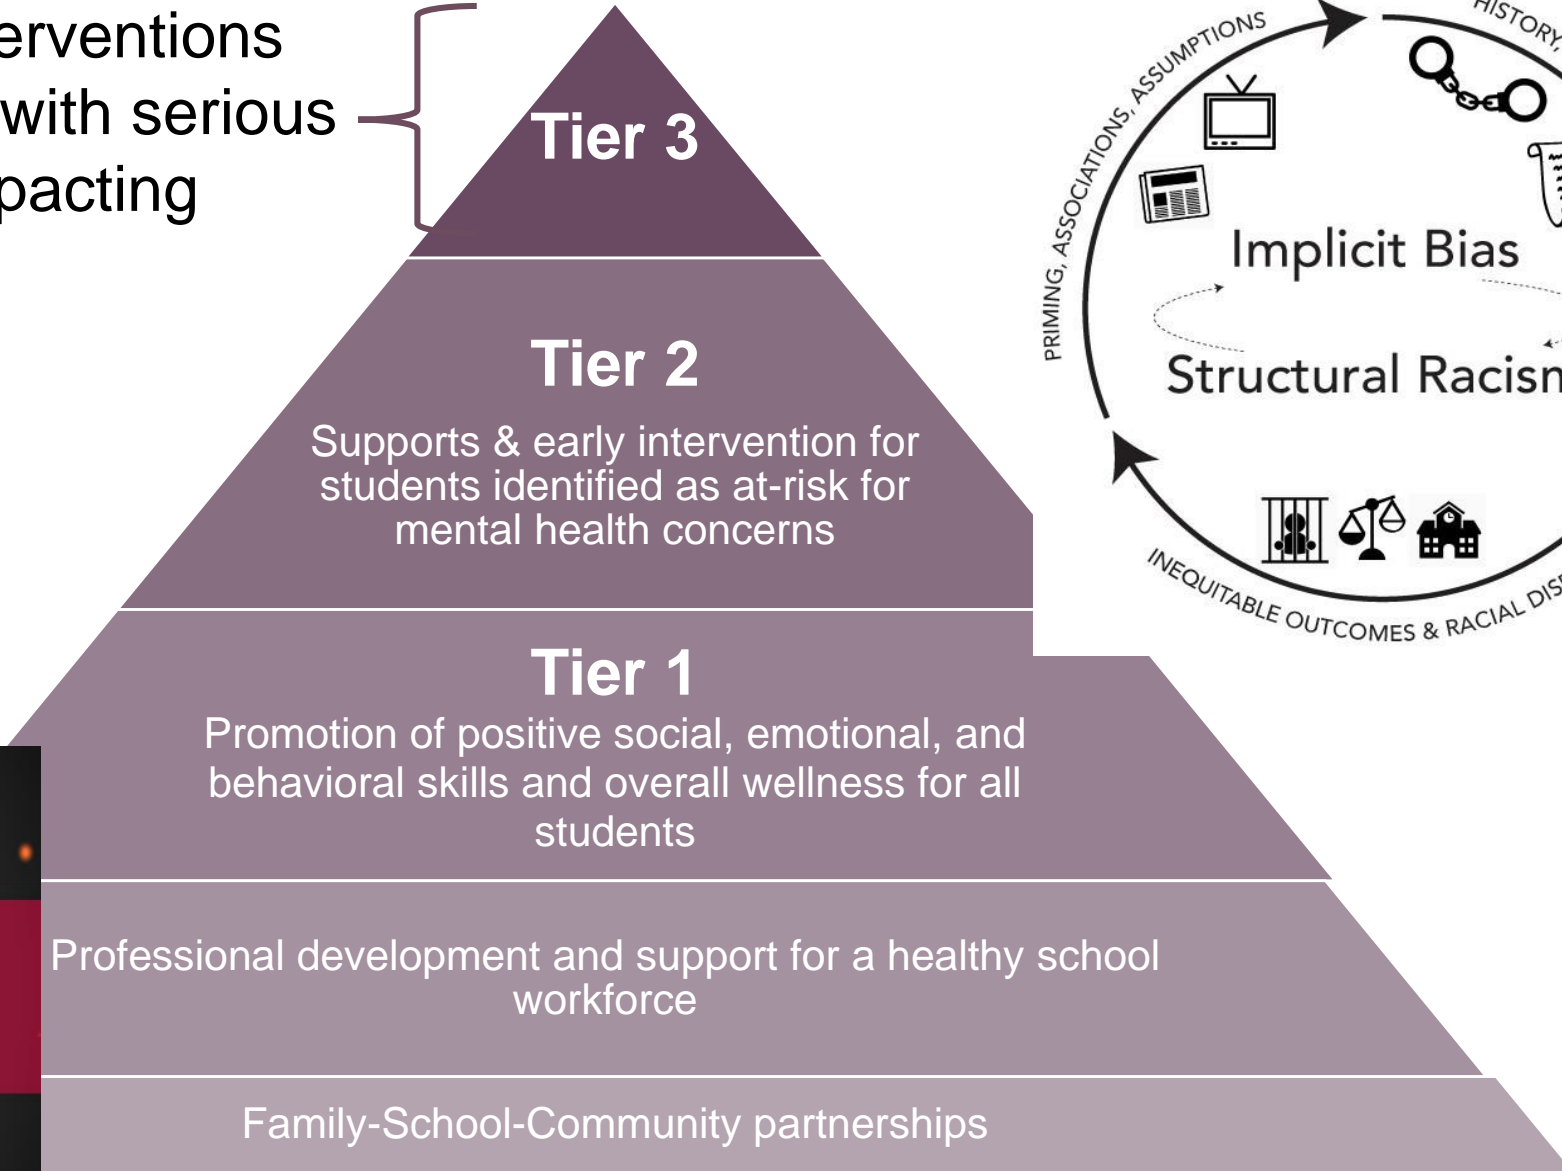 erventions
with serious
pacting
Tier 3
Tier 2
Supports & early intervention for
students identified as at-risk for
mental health concerns
Tier 1
Promotion of positive social, emotional, and
behavioral skills and overall wellness for all
students
Professional development and support for a healthy school
workforce
Family-School-Community partnerships
PRIMING, ASSOCIATIONS, ASSUMPTIONS
HISTORY,
Implicit Bias
Structural Racism
INEQUITABLE OUTCOMES & RACIAL DIS